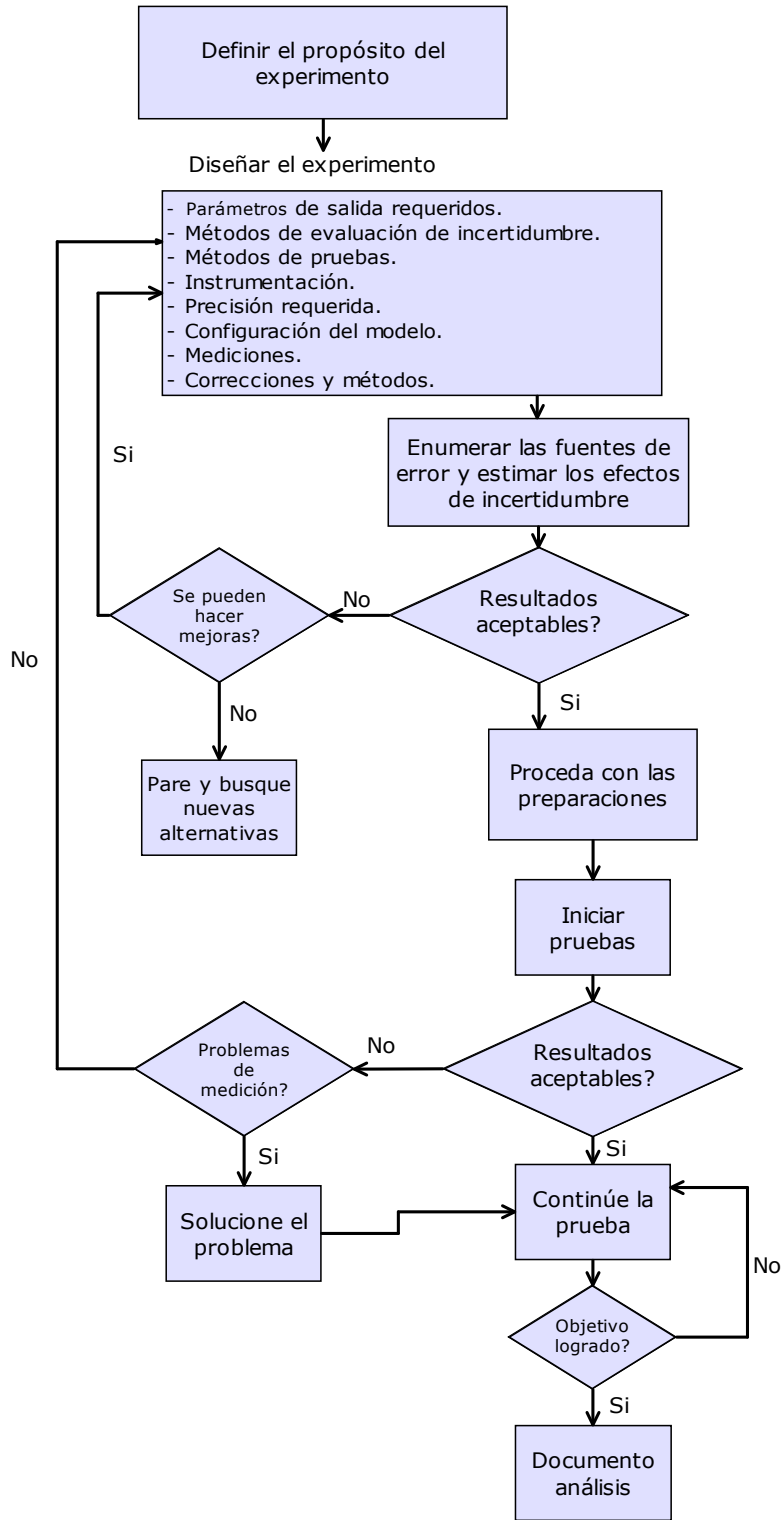 Definir el propósito del
experimento
Diseñar el experimento
- Parámetros de salida requeridos.
- Métodos de evaluación de incertidumbre.
- Métodos de pruebas.
- Instrumentación.
- Precisión requerida.
- Configuración del modelo.
- Mediciones.
- Correcciones y métodos.
Enumerar las fuentes de
error y estimar los efectos
de incertidumbre
Si
Se pueden
hacer
mejoras?
No
Resultados
aceptables?
No
No
Si
Pare y busque
nuevas
alternativas
Proceda con las
preparaciones
Iniciar
pruebas
Problemas
de
medición?
No
Resultados
aceptables?
Si
Si
Solucione el
problema
Continúe la
prueba
No
Objetivo
logrado?
Si
Documento
análisis